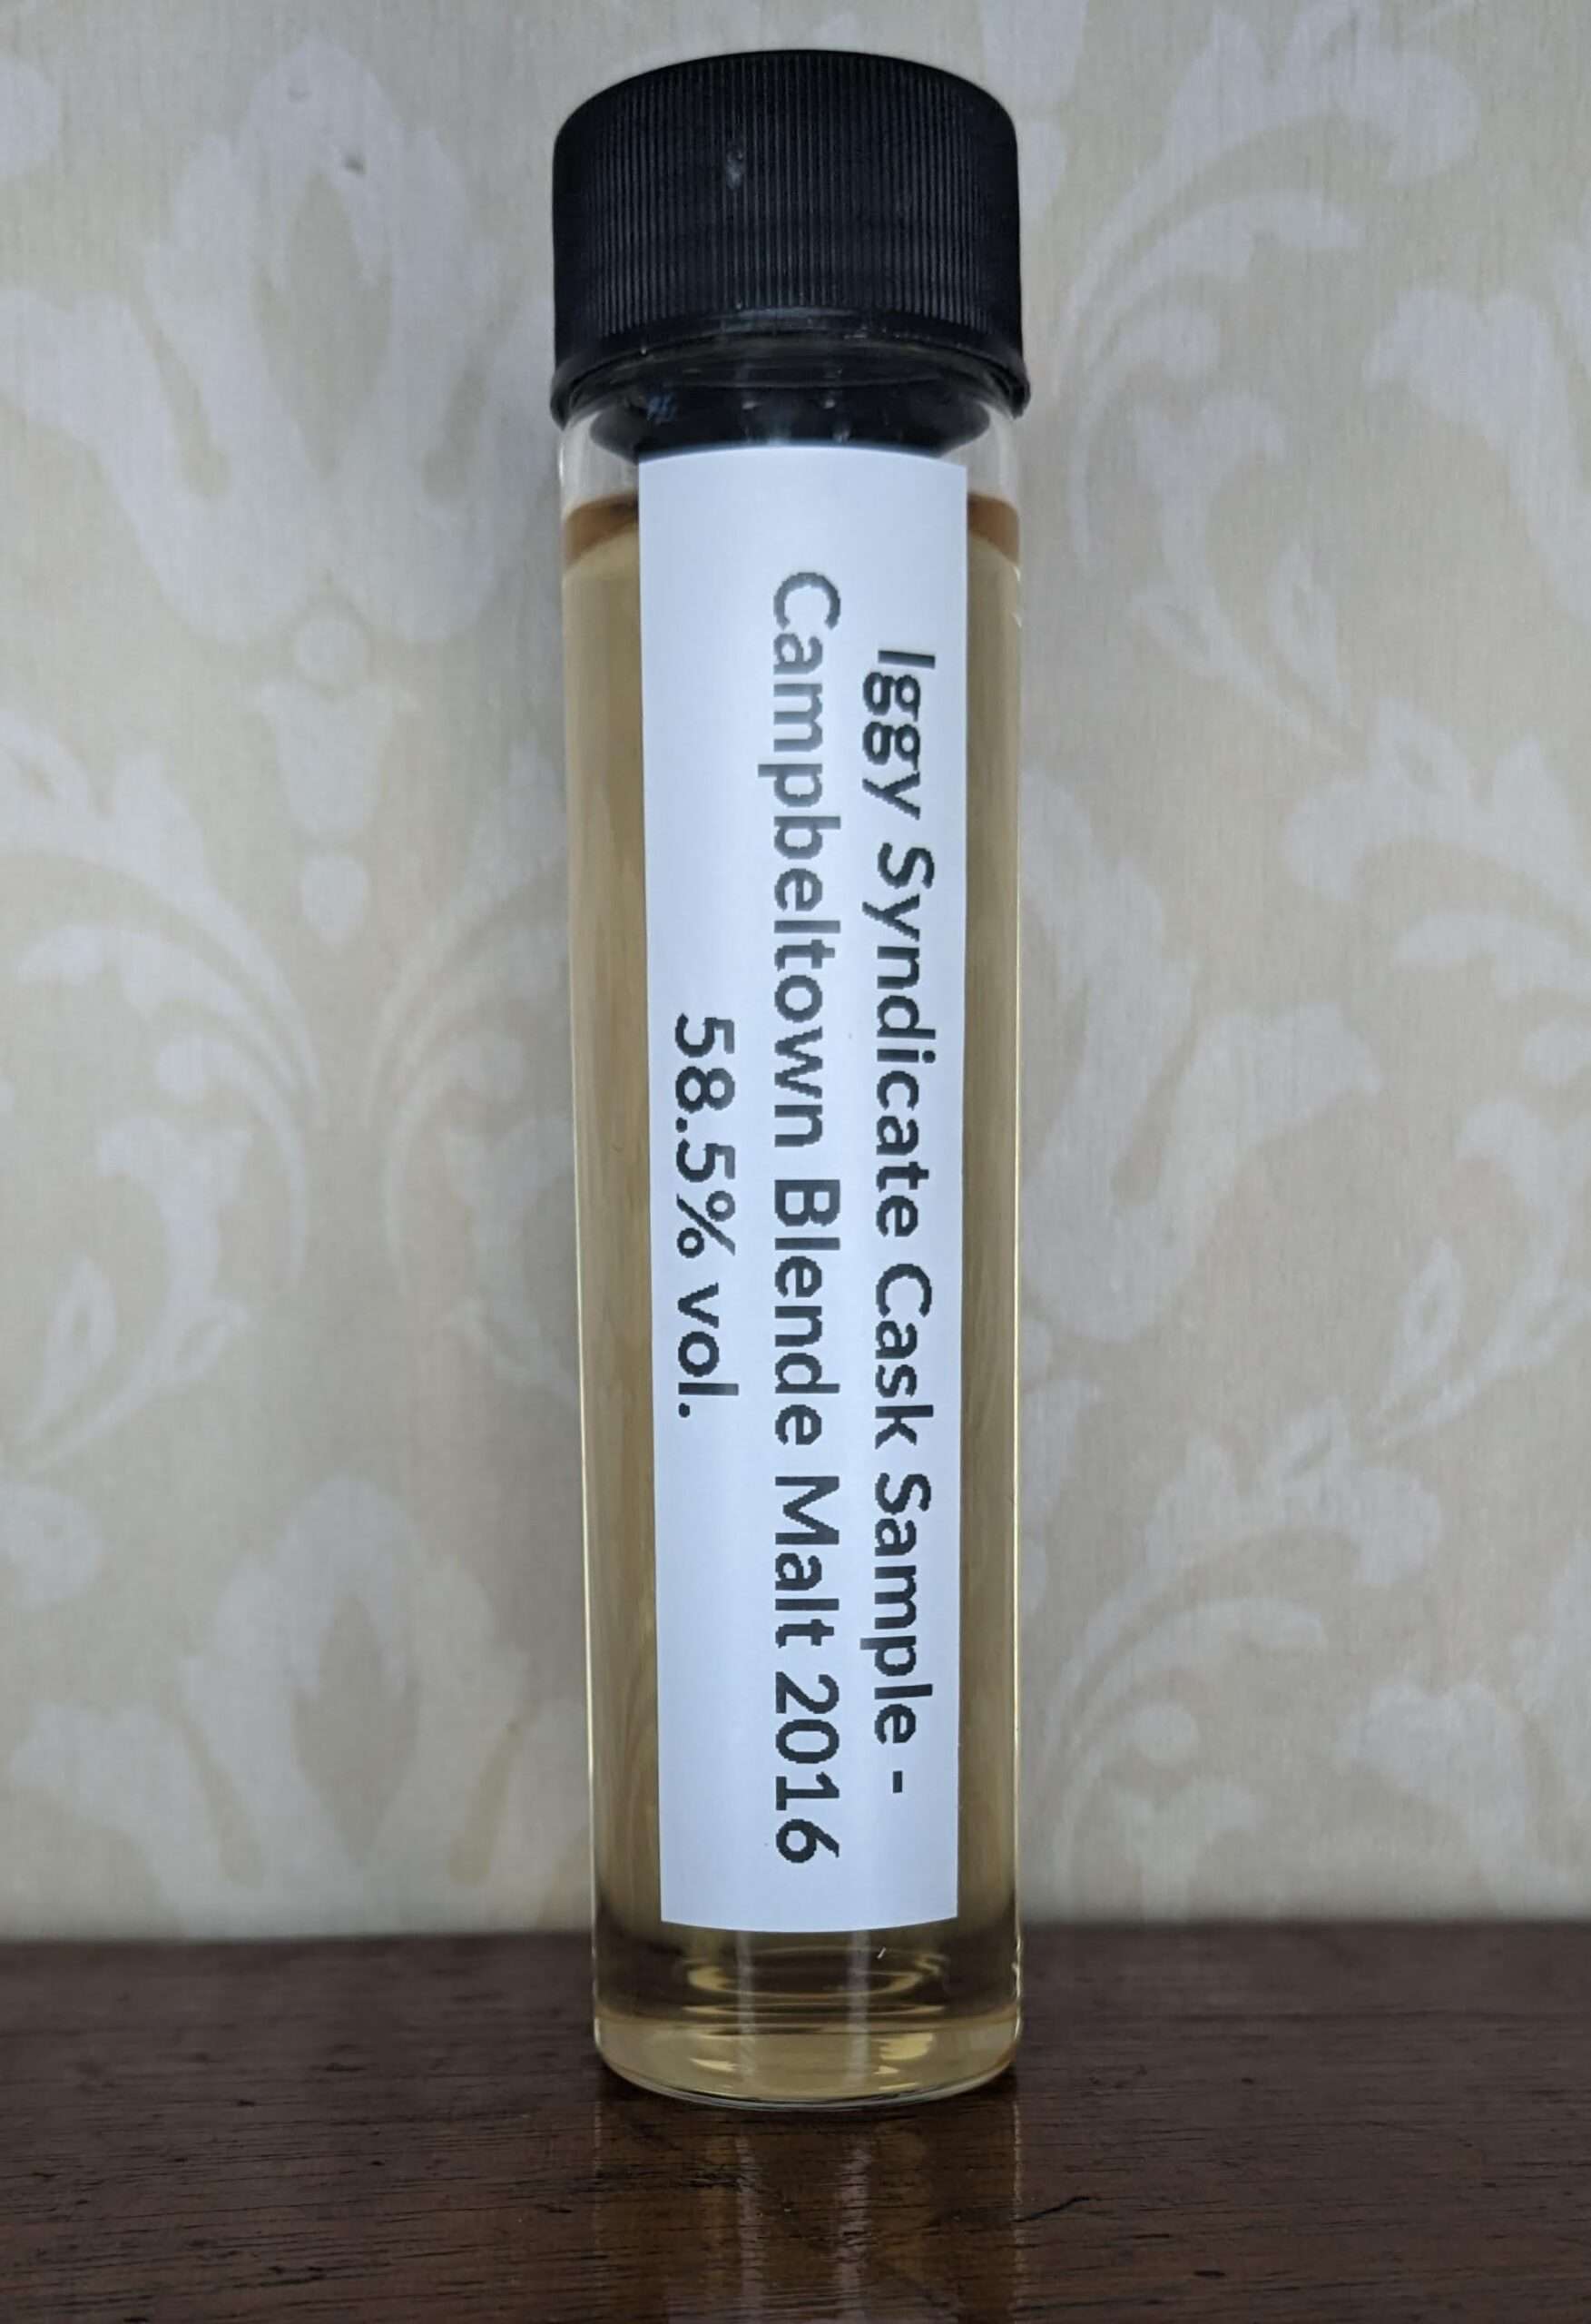 Iggy Syndicate Cask Sample -
Campbeltown Blende Malt 2016
58.5% vol.